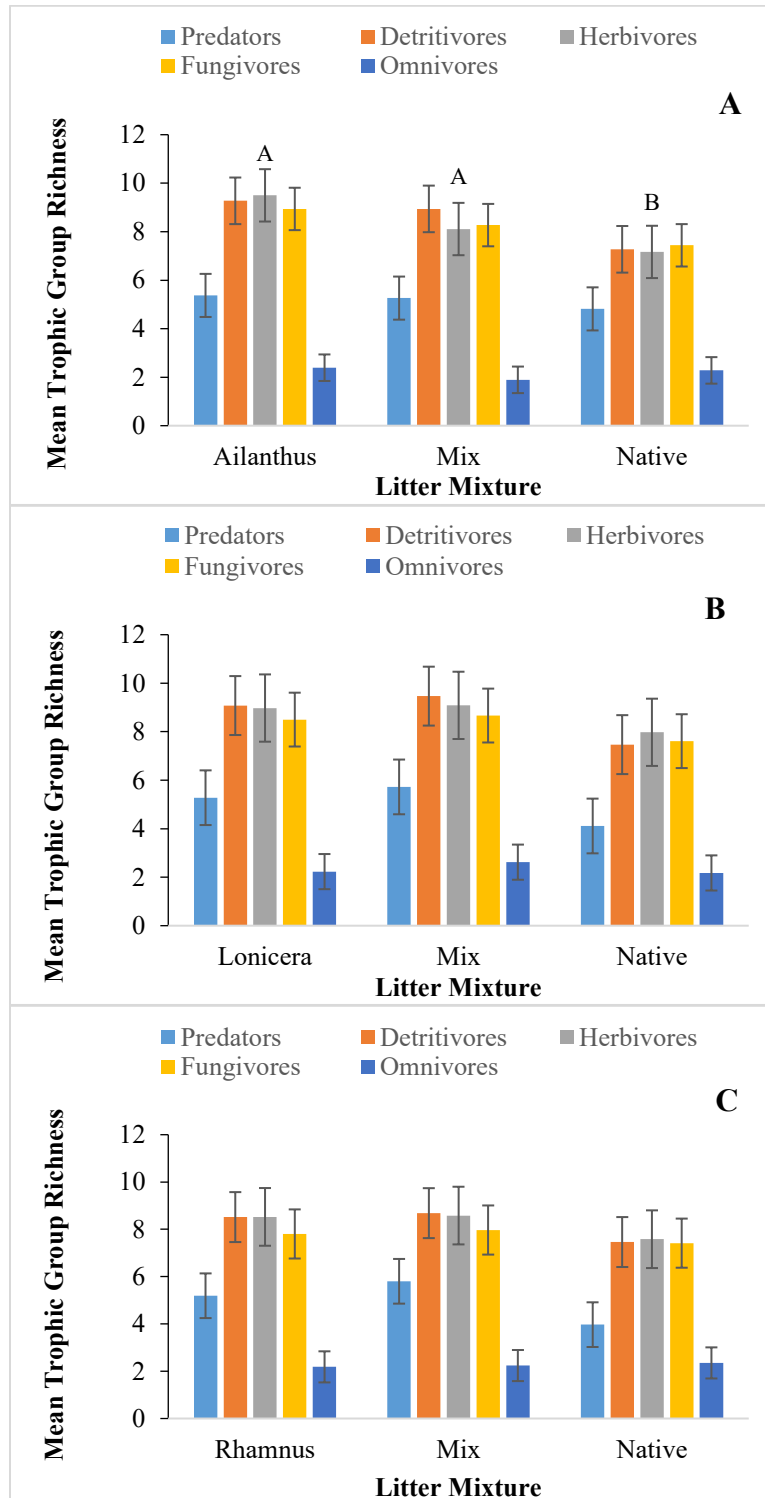 Predators Detritivores Herbivores
Fungivores Omnivores
A
Mean Trophic Group Richness
12
10
8
6
4
2
0
A
A
B
Ailanthus Mix Native
Litter Mixture
Predators Detritivores Herbivores
Fungivores Omnivores
B
Mean Trophic Group Richness
12
10
8
6
4
2
0
Lonicera Mix Native
Litter Mixture
Predators Detritivores Herbivores
Fungivores Omnivores
C
Mean Trophic Group Richness
12
10
8
6
4
2
0
Rhamnus Mix Native
Litter Mixture